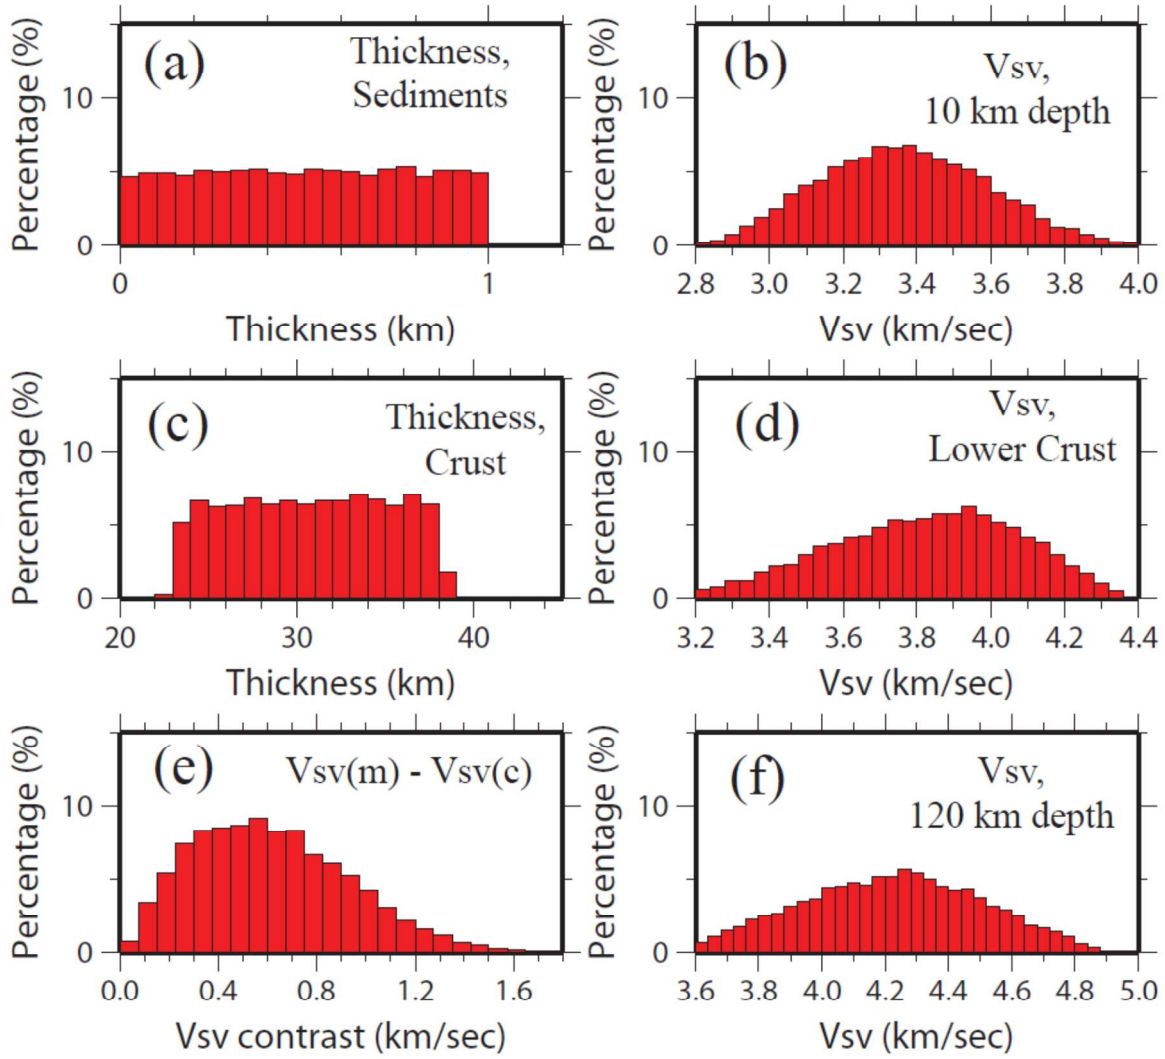 Percentage (%)
10
0
(a)
Thickness,
Sediments
0 1
Thickness (km)
Percentage (%)
10
0
(b)
Vsv,
10 km depth
2.8 3.0 3.2 3.4 3.6 3.8 4.0
Vsv (km/sec)
Percentage (%)
10
0
(c)
Thickness,
Crust
20 30 40
Thickness (km)
Percentage (%)
10
0
(d)
Vsv,
Lower Crust
3.2 3.4 3.6 3.8 4.0 4.2 4.4
Vsv (km/sec)
Percentage (%)
10
0
(e)
Vsv(m) - Vsv(c)
0.0 0.4 0.8 1.2 1.6
Vsv contrast (km/sec)
Percentage (%)
10
0
(f)
Vsv,
120 km depth
3.6 3.8 4.0 4.2 4.4 4.6 4.8 5.0
Vsv (km/sec)